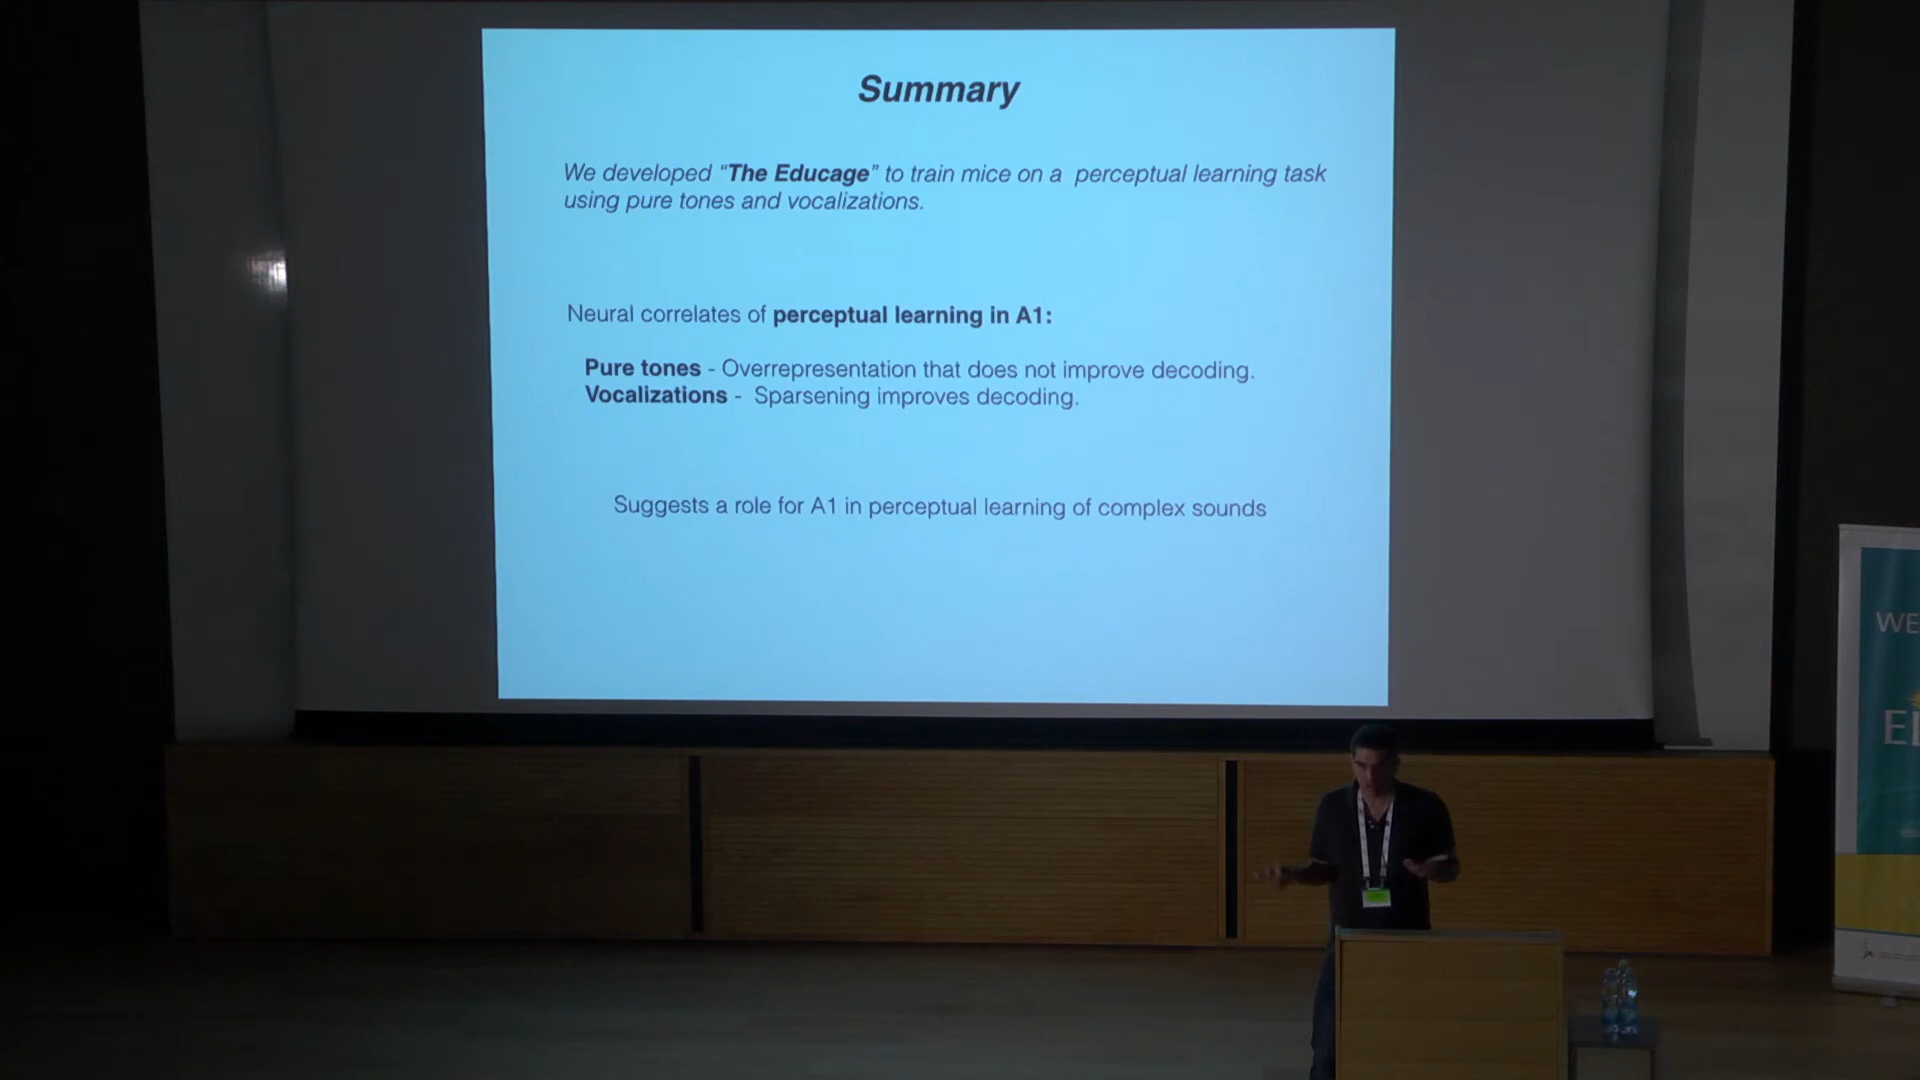 Summary
We developed “The Educage” to train mice on a perceptual learning task
using pure tones and vocalizations.
Neural correlates of perceptual learning in A1:
Pure tones - Overrepresentation that does not improve decoding.
Vocalizations - Sparsening improves decoding.
Suggests a role for A1 in perceptual learning of complex sounds
WE